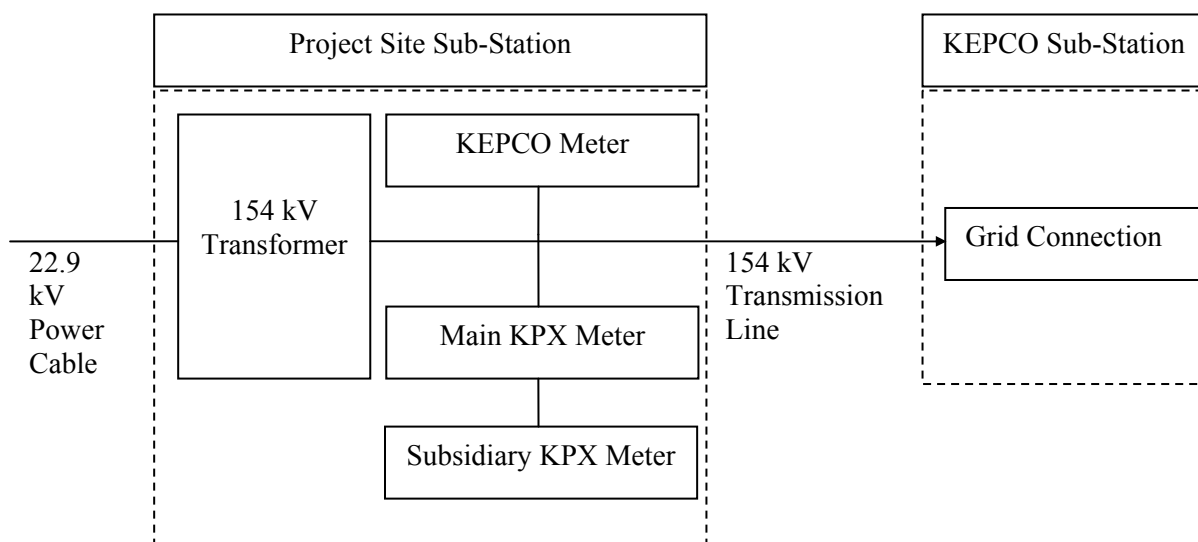 Project Site Sub-Station
KEPCO Sub-Station
KEPCO Meter
154 kV
Transformer
Grid Connection
22.9
kV
Power
Cable
154 kV
Transmission
Line
Main KPX Meter
Subsidiary KPX Meter